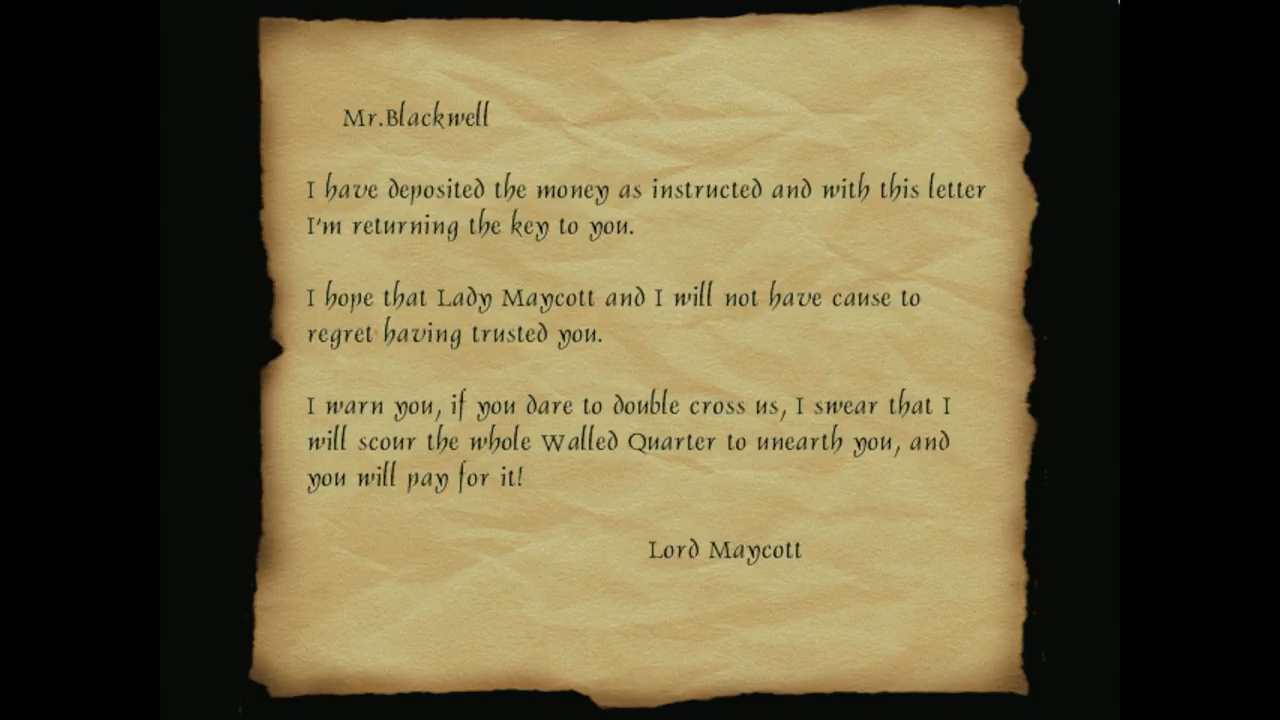 Mr.Blackwell
I have deposited the money as instructed and with this letter
I'm returning the key to you.
I hope that Lady Maycott and I will not have cause to
regret having trusted you.
I warn you, if you dare to double cross us, I swear that I
will scour the whole Walled Quarter to unearth you, and
you will pay for it!
Lord Maycott